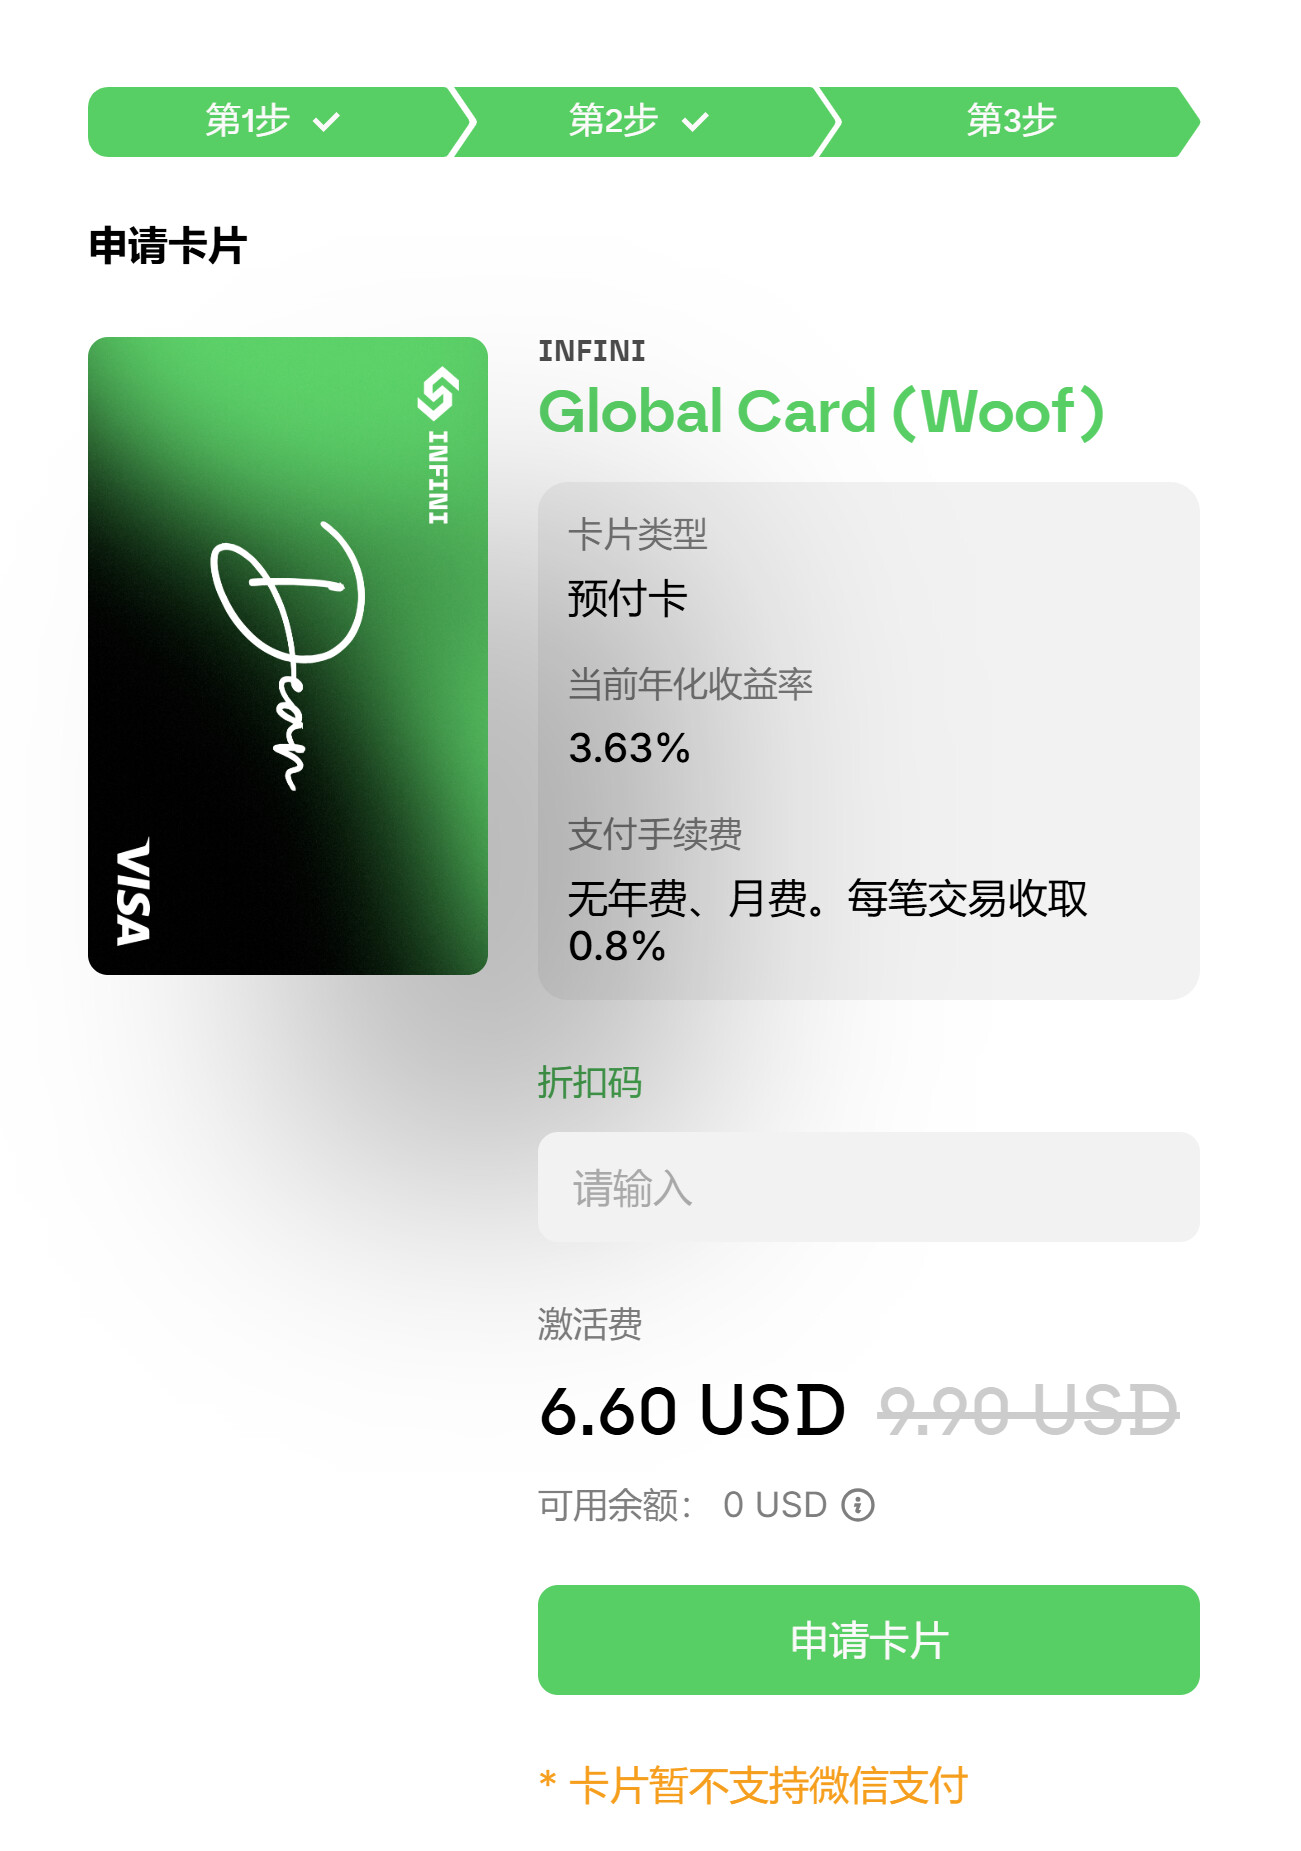 第1步
第2步
第3步
申请卡片
INFINI
Jean
VISA
INFINI
Global Card (Woof)
卡片类型
预付卡
当前年化收益率
3.63%
支付手续费
无年费、月费。每笔交易收取
0.8%
折扣码
请输入
激活费
6.60 USD 9.90 USD
可用余额： 0 USD
申请卡片
* 卡片暂不支持微信支付